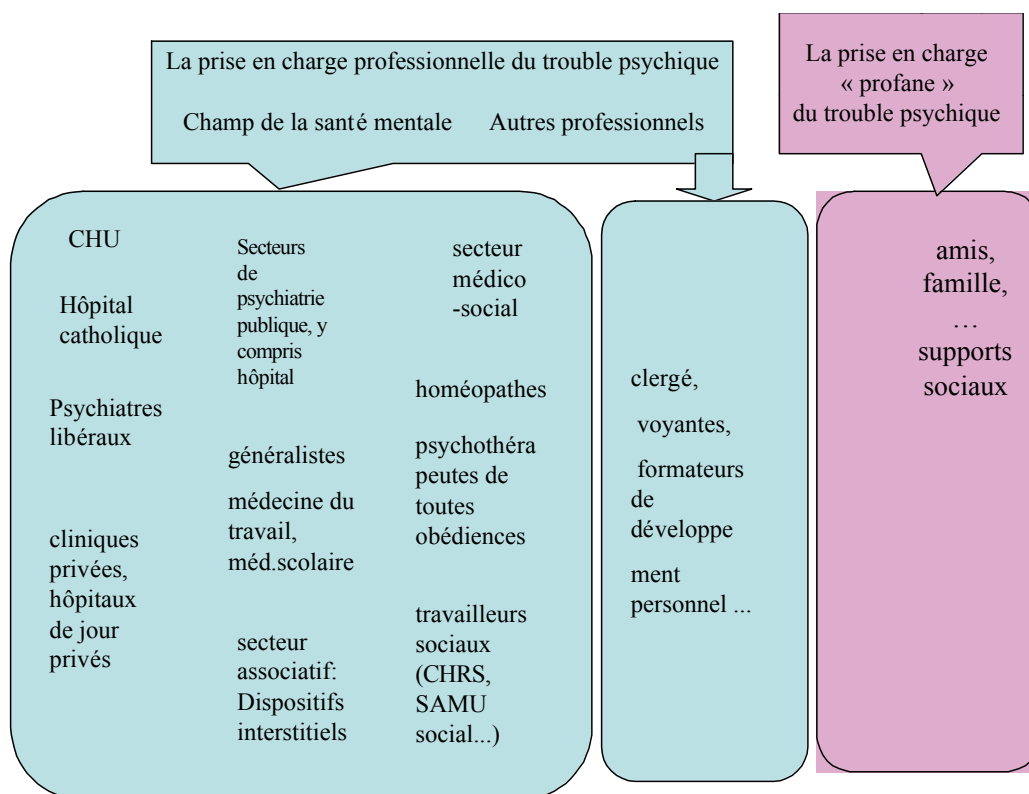 La prise en charge professionnelle du trouble psychique
Champ de la santé mentale
Autres professionnels
La prise en charge
« profane »
du trouble psychique
CHU
Hôpital
catholique
Psychiatres
libéraux
cliniques
privées,
hôpitaux
de jour
privés
Secteurs
de
psychiatrie
publique, y
compris
hôpital
généralistes
médecine du
travail,
méd.scolaire
secteur
associatif:
Dispositifs
interstitiels
secteur
médico
-social
homéopathes
psychothéra
peutes de
toutes
obédiences
travailleurs
sociaux
(CHRS,
SAMU
social...)
clergé,
voyantes,
formateurs
de
développe
ment
personnel ...
amis,
famille,
…
supports
sociaux